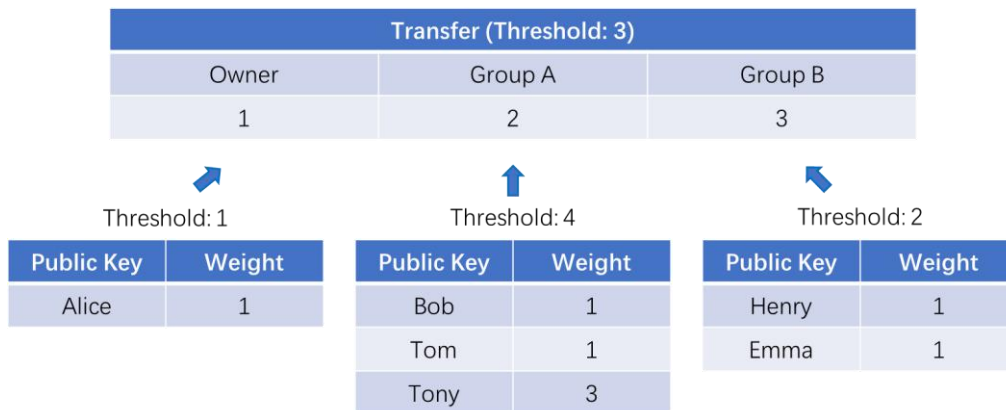 Transfer (Threshold: 3)
Owner Group A Group B
1 2 3
Threshold: 1
Public Key Weight
Alice 1
Threshold: 4
Public Key Weight
Bob 1
Tom 1
Tony 3
Threshold: 2
Public Key Weight
Henry 1
Emma 1